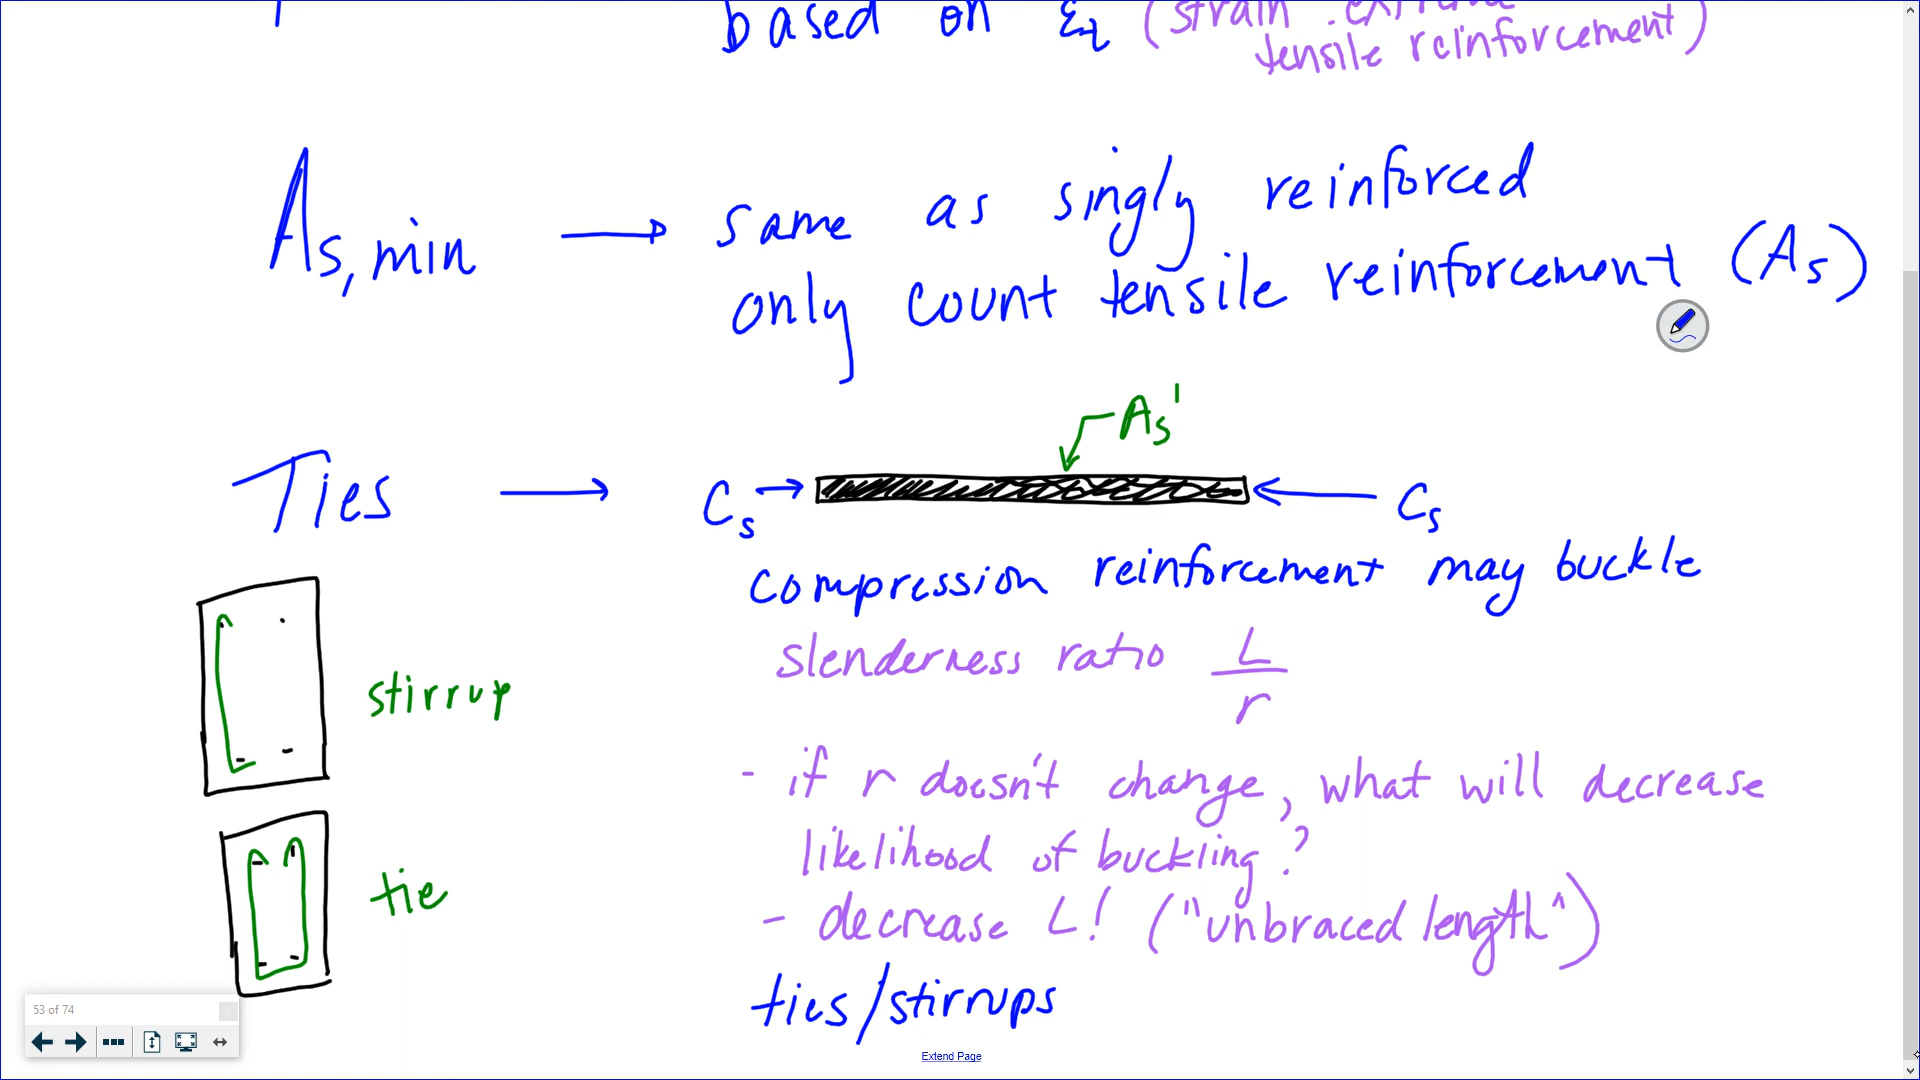 based on εt (strain extreme
tensile reinforcement)
As,min → same as singly reinforced
only count tensile reinforcement (As)
As'
Ties → Cs → ← Cs
compression reinforcement may buckle
slenderness ratio L/r
stirrup
- if r doesn't change, what will decrease
likelihood of buckling?
tie
- decrease L! ("unbraced length")
ties/stirrups
53 of 74
Extend Page